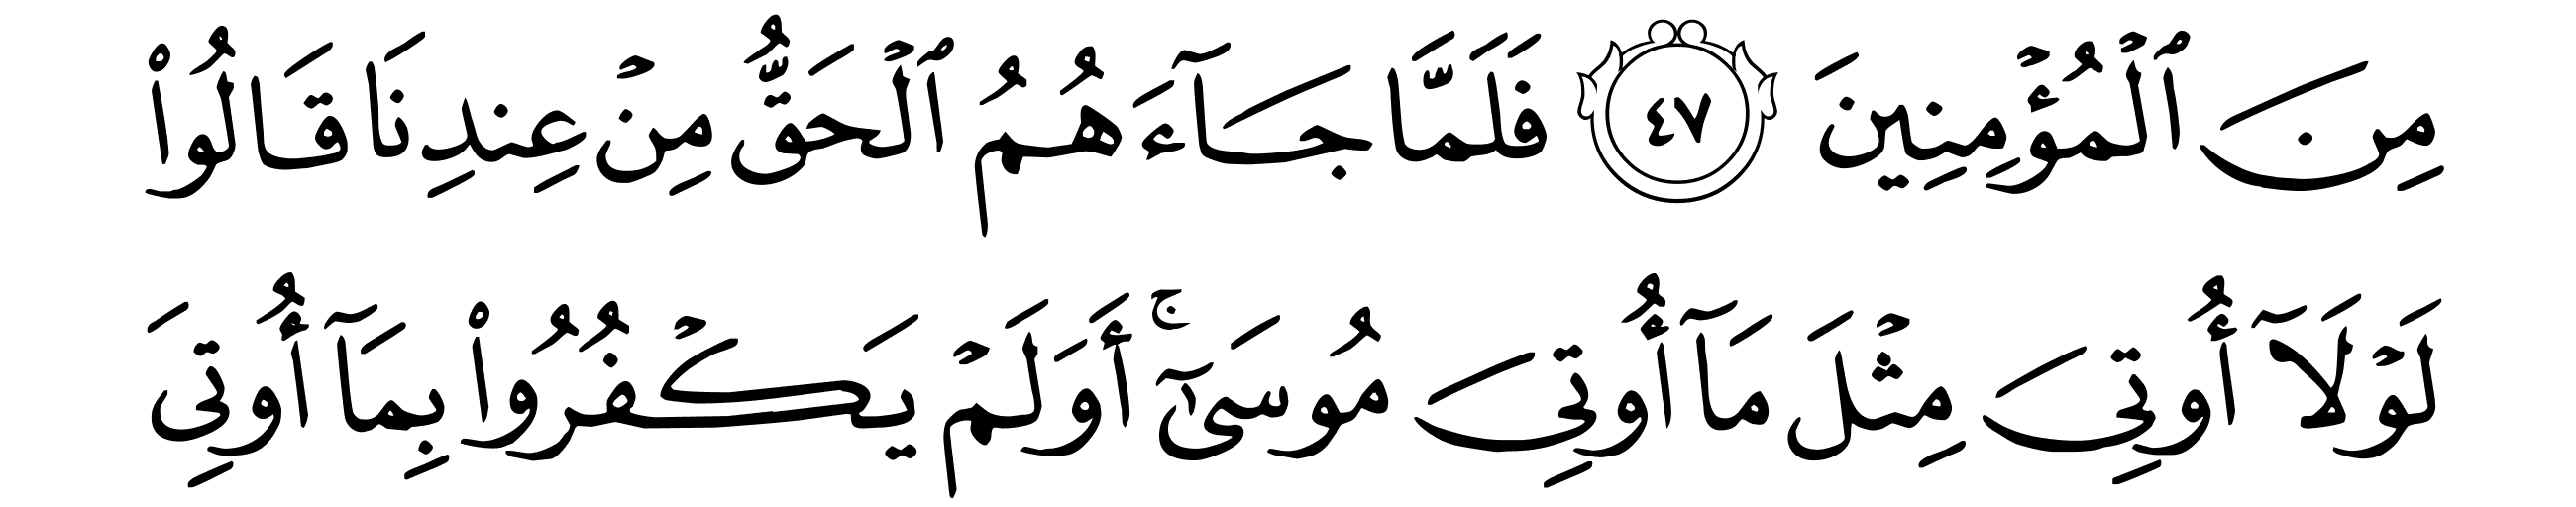 مِنَ ٱلْمُؤْمِنِينَ ٤٧ فَلَمَّا جَآءَهُمُ ٱلْحَقُّ مِنْ عِندِنَا قَالُوا۟
لَوْلَآ أُوتِىَ مِثْلَ مَآ أُوتِىَ مُوسَىٰٓ ۚ أَوَلَمْ يَكْفُرُوا۟ بِمَآ أُوتِىَ